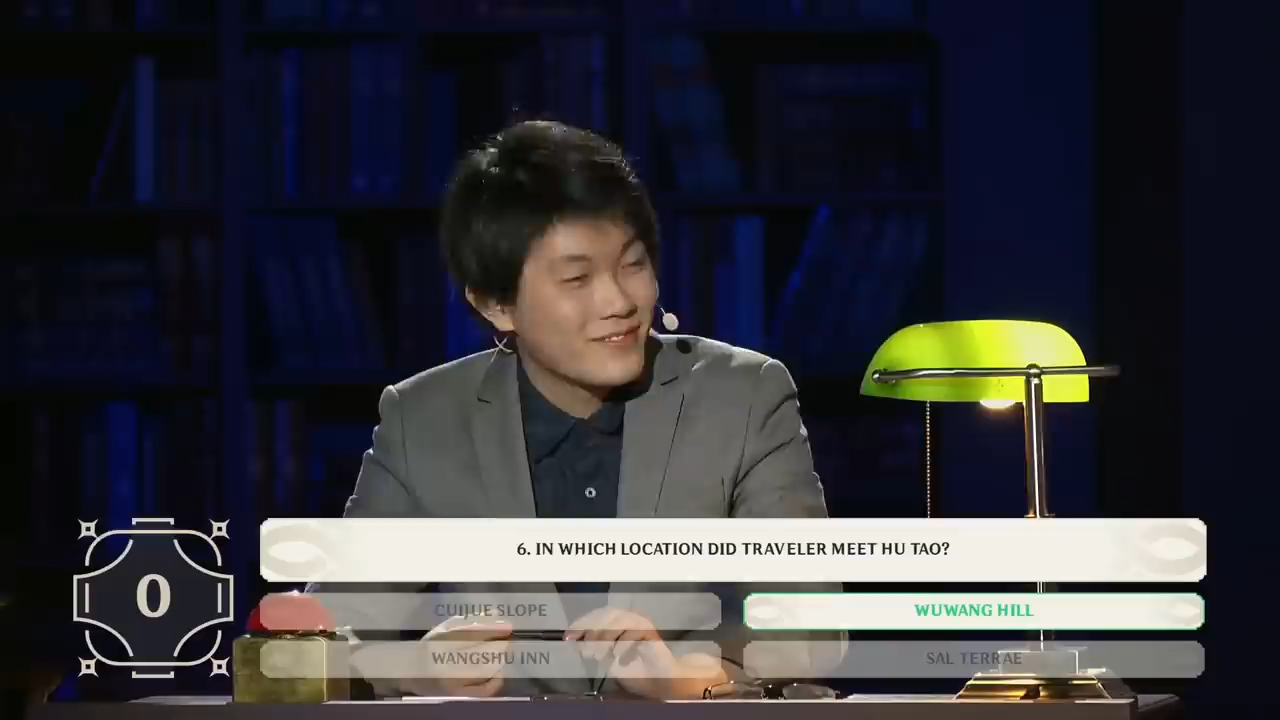 6. IN WHICH LOCATION DID TRAVELER MEET HU TAO?
CUIJUE SLOPE
WUWANG HILL
WANGSHU INN
SAL TERRAE
0